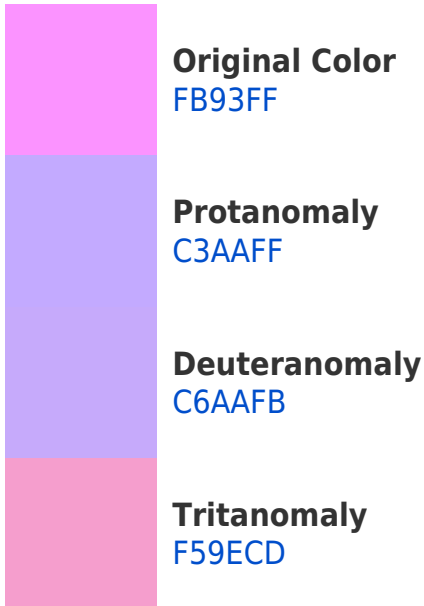 Original Color
FB93FF
Protanomaly
C3AAFF
Deuteranomaly
C6AAFB
Tritanomaly
F59ECD